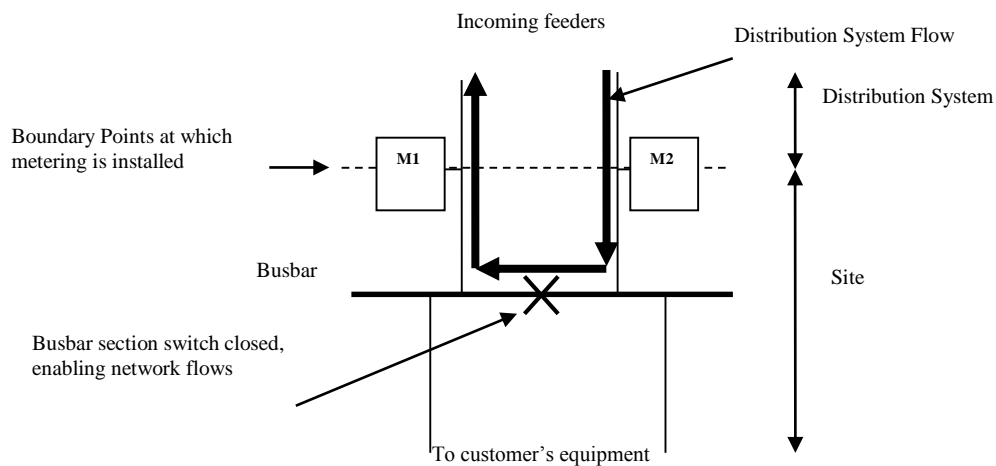 Incoming feeders
Distribution System Flow
Distribution System
Boundary Points at which
metering is installed
M1
M2
Busbar
Site
Busbar section switch closed,
enabling network flows
To customer’s equipment